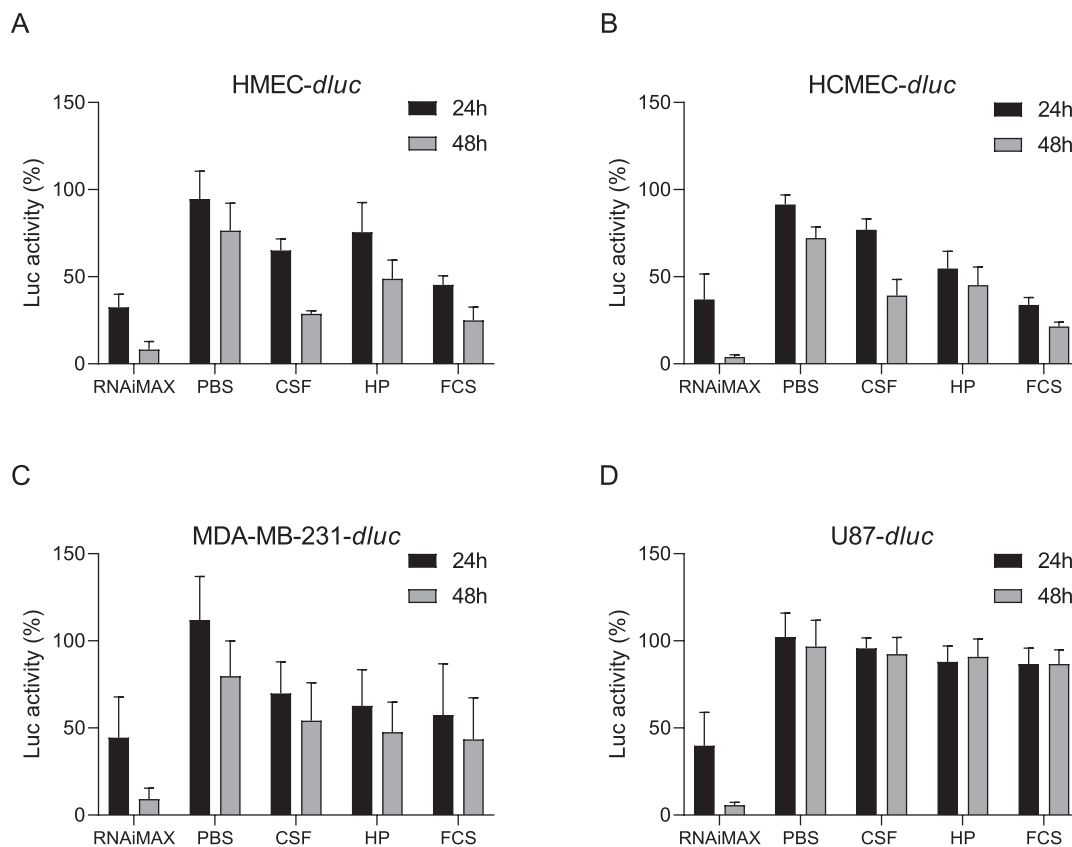 A
HMEC-dluc
24h
48h
Luc activity (%)
150
100
50
0
RNAiMAX PBS CSF HP FCS
B
HCMEC-dluc
24h
48h
Luc activity (%)
150
100
50
0
RNAiMAX PBS CSF HP FCS
C
MDA-MB-231-dluc
24h
48h
Luc activity (%)
150
100
50
0
RNAiMAX PBS CSF HP FCS
D
U87-dluc
24h
48h
Luc activity (%)
150
100
50
0
RNAiMAX PBS CSF HP FCS